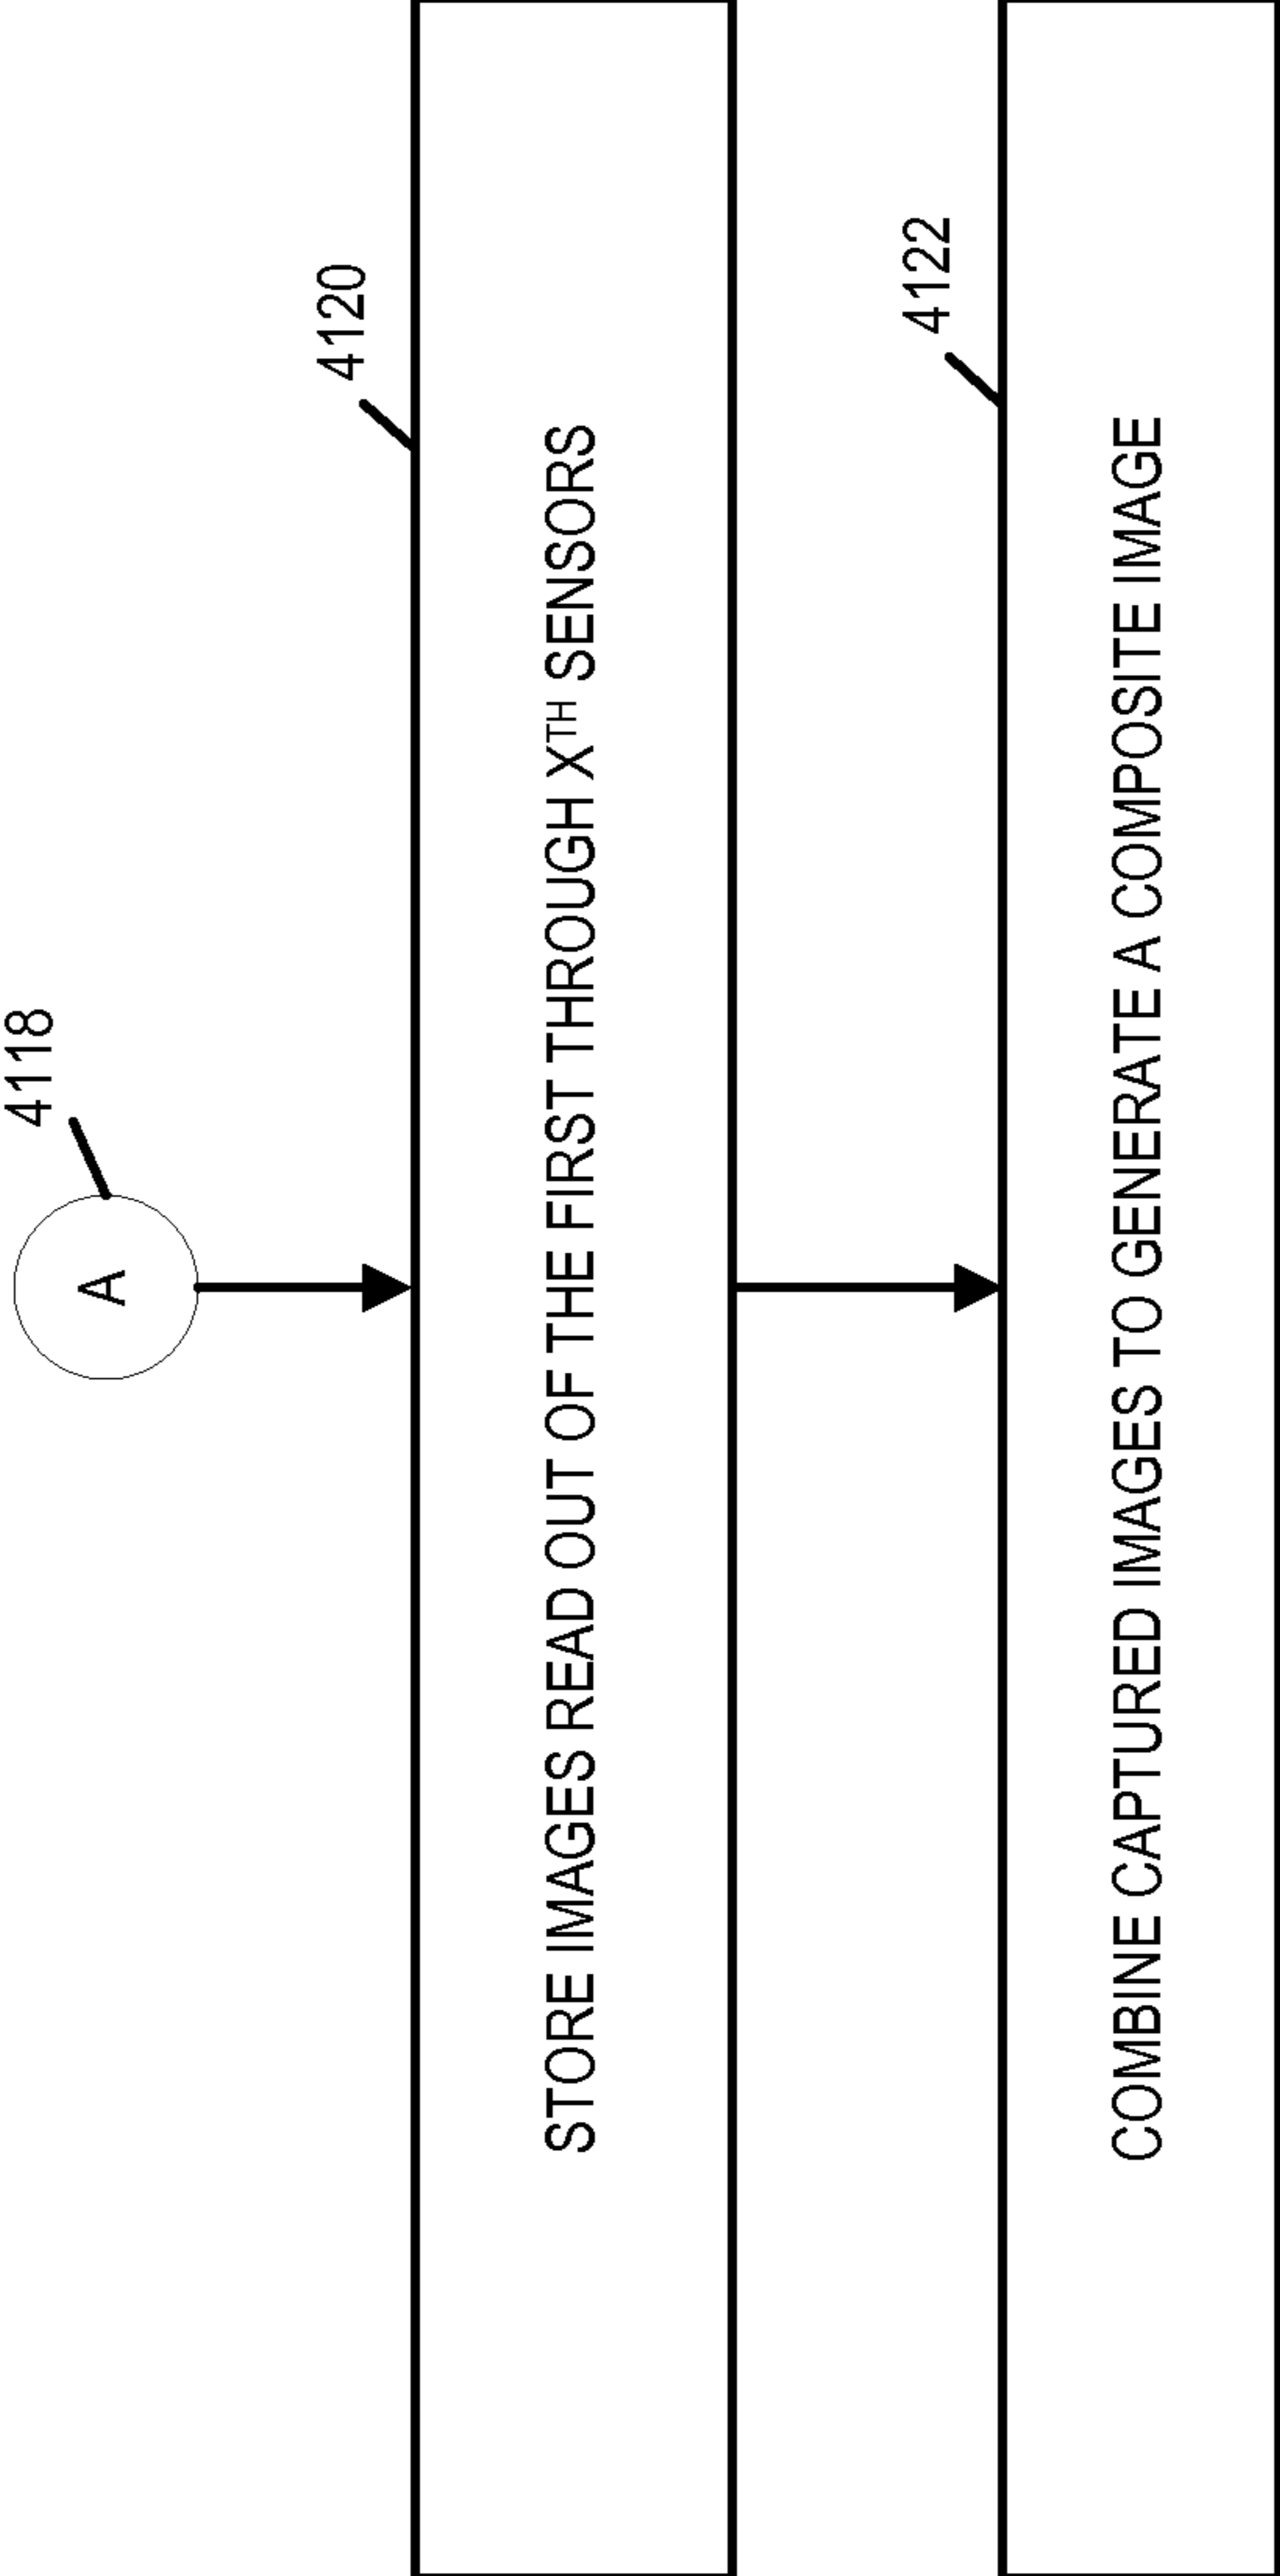 4118
A
4120
STORE IMAGES READ OUT OF THE FIRST THROUGH XTH SENSORS
4122
COMBINE CAPTURED IMAGES TO GENERATE A COMPOSITE IMAGE